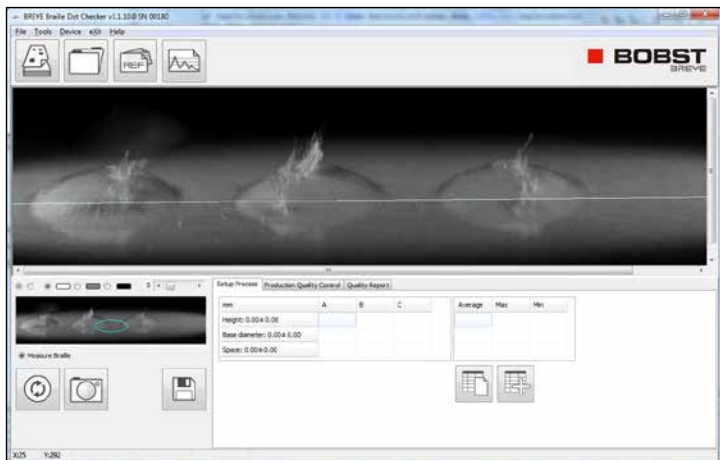 BREYE Braille Dot Checker v1.1.10.0 SN 00180
File Tools Device eXit Help
REF
BOBST
BREYE
S
Setup Process Production Quality Control Quality Report
mm A B C Average Max Min
Height: 0.00±0.00
Base diameter: 0.00±0.00
Space: 0.00±0.00
Measure Braille
X:25 Y:292